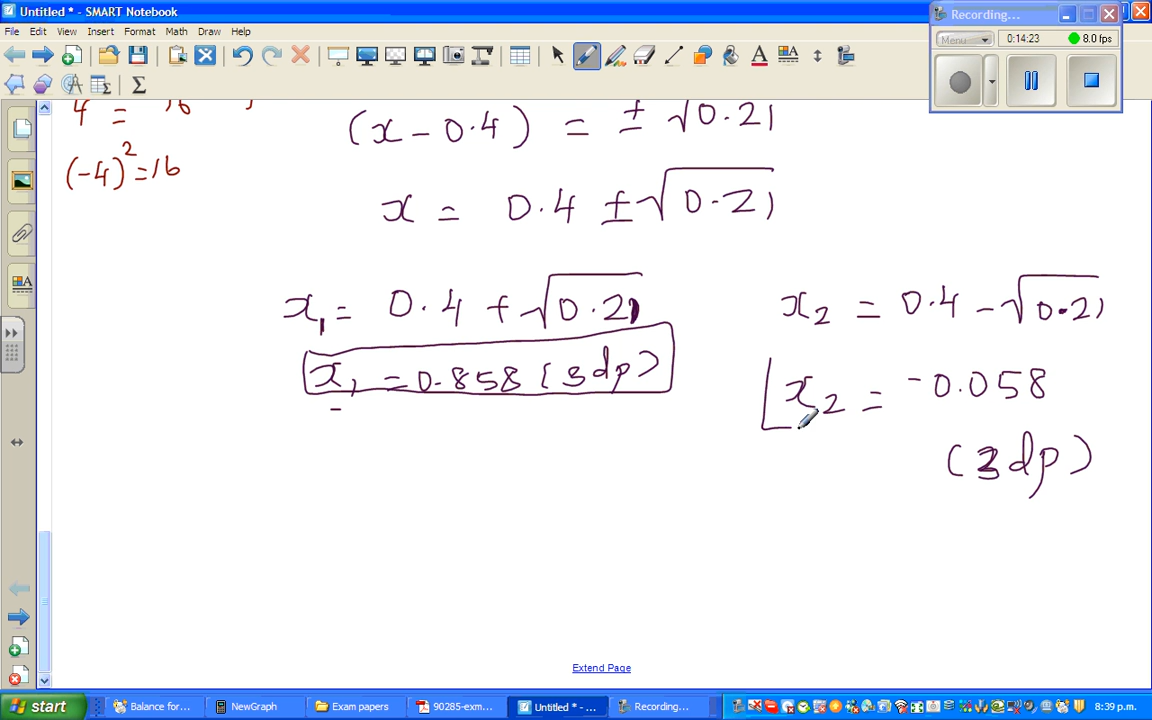 Untitled * - SMART Notebook
File Edit View Insert Format Math Draw Help
Recording...
Menu
0:14:23
8.0 fps
(x - 0.4) = ± √0.21
(-4)² = 16
x = 0.4 ± √0.21
x₁ = 0.4 + √0.21
x₂ = 0.4 - √0.21
x₁ = 0.858 (3dp)
x₂ = -0.058
(3dp)
Extend Page
start
Balance for...
NewGraph
Exam papers
90285-exm...
Untitled * - ...
Recording...
8:39 p.m.